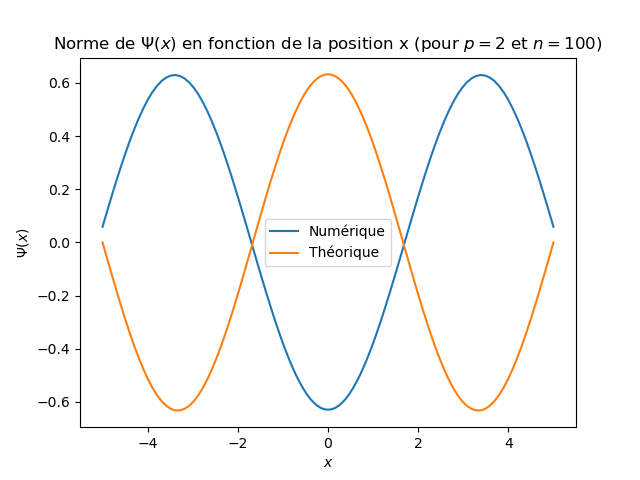 Norme de Ψ(x) en fonction de la position x (pour p = 2 et n = 100)
Ψ(x)
0.6
0.4
0.2
0.0
−0.2
−0.4
−0.6
Numérique
Théorique
−4
−2
0
2
4
x